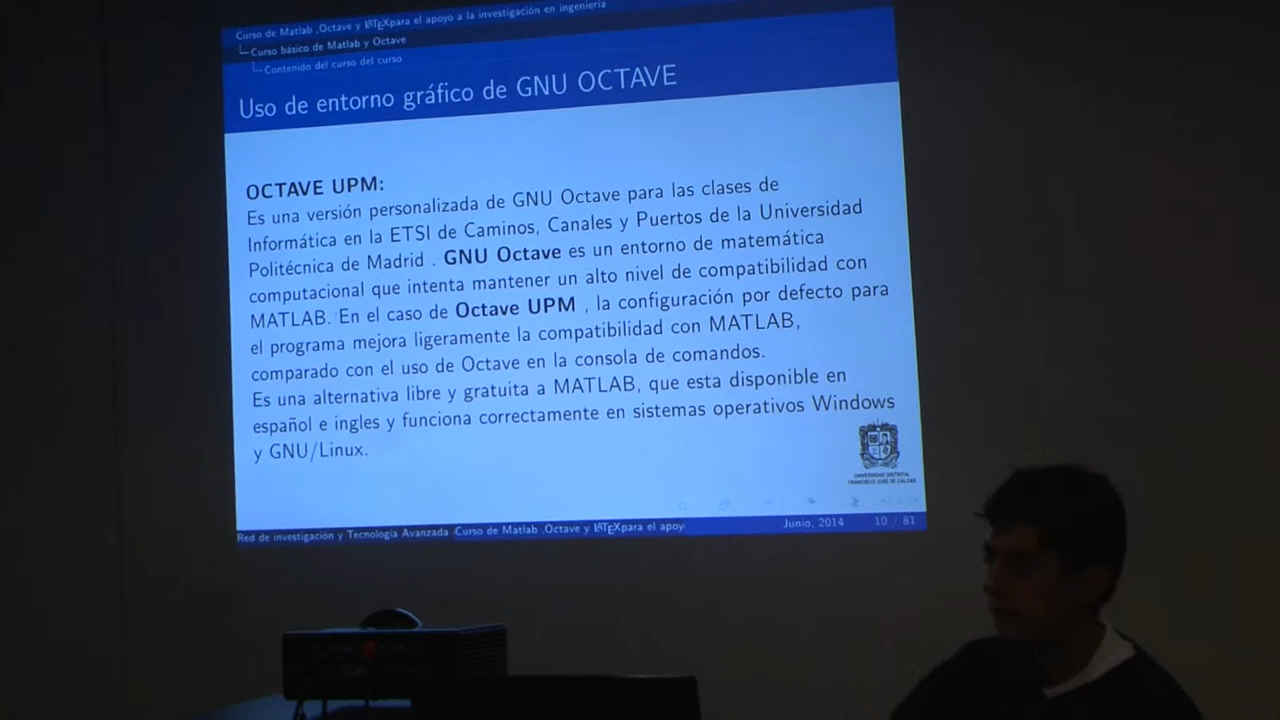 Curso de Matlab ,Octave y LATEXpara el apoyo a la investigación en ingeniería
Curso básico de Matlab y Octave
Contenido del curso del curso
Uso de entorno gráfico de GNU OCTAVE
OCTAVE UPM:
Es una versión personalizada de GNU Octave para las clases de
Informática en la ETSI de Caminos, Canales y Puertos de la Universidad
Politécnica de Madrid . GNU Octave es un entorno de matemática
computacional que intenta mantener un alto nivel de compatibilidad con
MATLAB. En el caso de Octave UPM , la configuración por defecto para
el programa mejora ligeramente la compatibilidad con MATLAB,
comparado con el uso de Octave en la consola de comandos.
Es una alternativa libre y gratuita a MATLAB, que esta disponible en
español e ingles y funciona correctamente en sistemas operativos Windows
y GNU/Linux.
UNIVERSIDAD DISTRITAL
FRANCISCO JOSE DE CALDAS
Red de investigación y Tecnología Avanzada Curso de Matlab ,Octave y LATEXpara el apoy
Junio, 2014 10 / 81